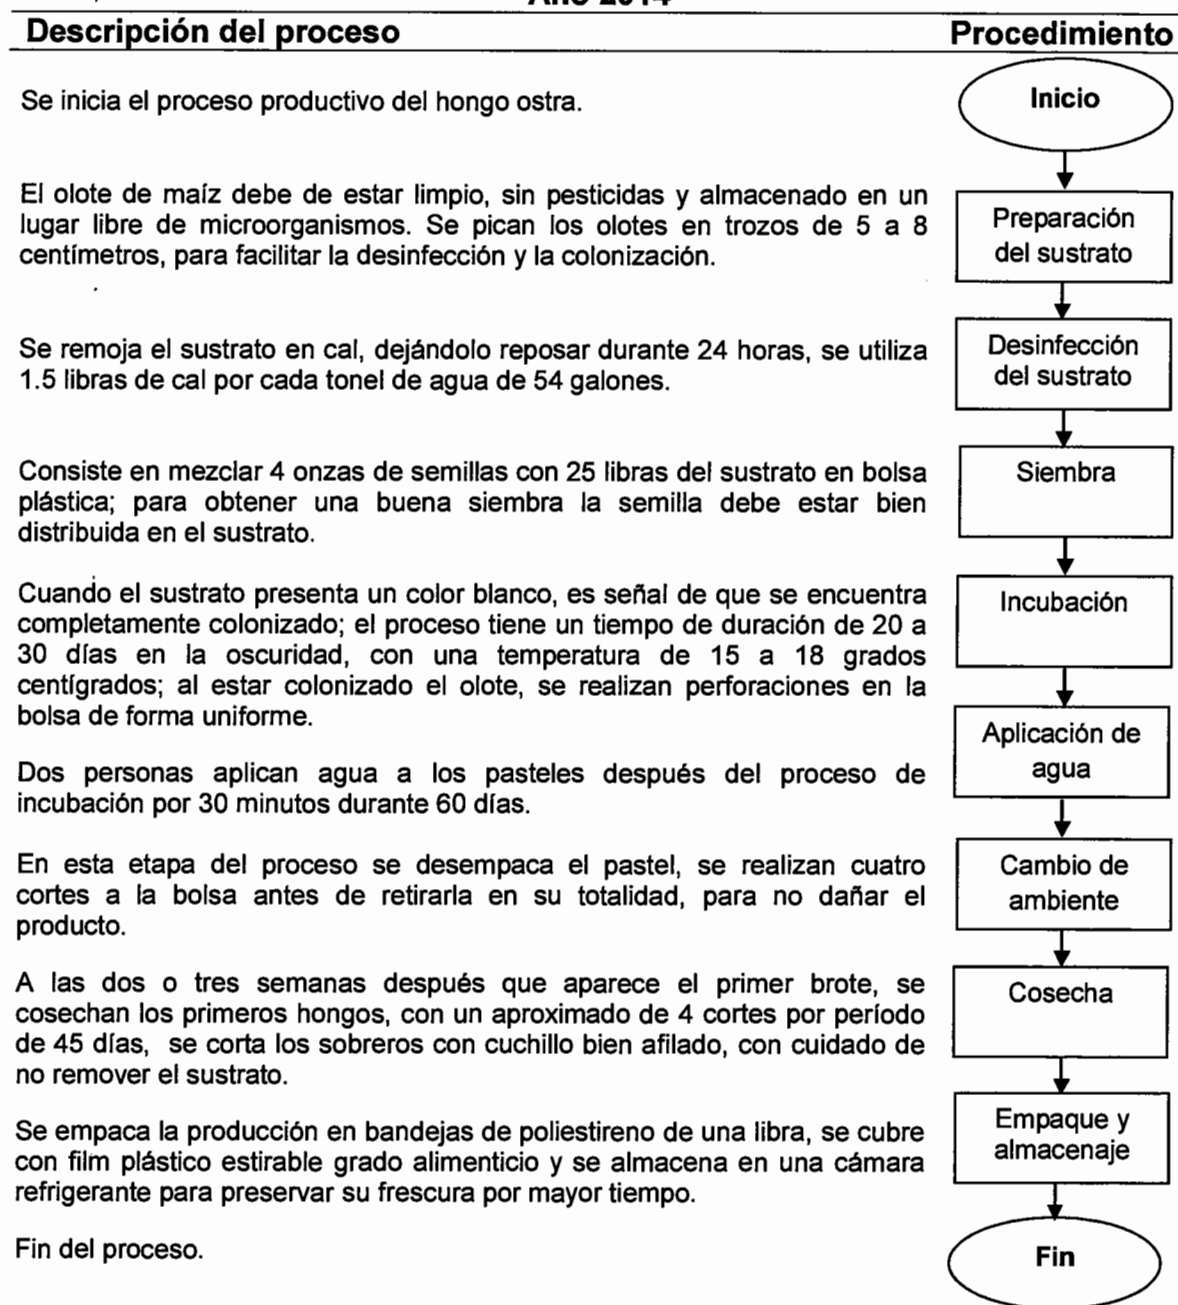 Año 2014
Descripción del proceso Procedimiento
Se inicia el proceso productivo del hongo ostra.
Inicio
El olote de maíz debe de estar limpio, sin pesticidas y almacenado en un
lugar libre de microorganismos. Se pican los olotes en trozos de 5 a 8
centímetros, para facilitar la desinfección y la colonización.
Preparación
del sustrato
Se remoja el sustrato en cal, dejándolo reposar durante 24 horas, se utiliza
1.5 libras de cal por cada tonel de agua de 54 galones.
Desinfección
del sustrato
Consiste en mezclar 4 onzas de semillas con 25 libras del sustrato en bolsa
plástica; para obtener una buena siembra la semilla debe estar bien
distribuida en el sustrato.
Siembra
Cuando el sustrato presenta un color blanco, es señal de que se encuentra
completamente colonizado; el proceso tiene un tiempo de duración de 20 a
30 días en la oscuridad, con una temperatura de 15 a 18 grados
centígrados; al estar colonizado el olote, se realizan perforaciones en la
bolsa de forma uniforme.
Incubación
Dos personas aplican agua a los pasteles después del proceso de
incubación por 30 minutos durante 60 días.
Aplicación de
agua
En esta etapa del proceso se desempaca el pastel, se realizan cuatro
cortes a la bolsa antes de retirarla en su totalidad, para no dañar el
producto.
Cambio de
ambiente
A las dos o tres semanas después que aparece el primer brote, se
cosechan los primeros hongos, con un aproximado de 4 cortes por período
de 45 días, se corta los sobreros con cuchillo bien afilado, con cuidado de
no remover el sustrato.
Cosecha
Se empaca la producción en bandejas de poliestireno de una libra, se cubre
con film plástico estirable grado alimenticio y se almacena en una cámara
refrigerante para preservar su frescura por mayor tiempo.
Empaque y
almacenaje
Fin del proceso.
Fin